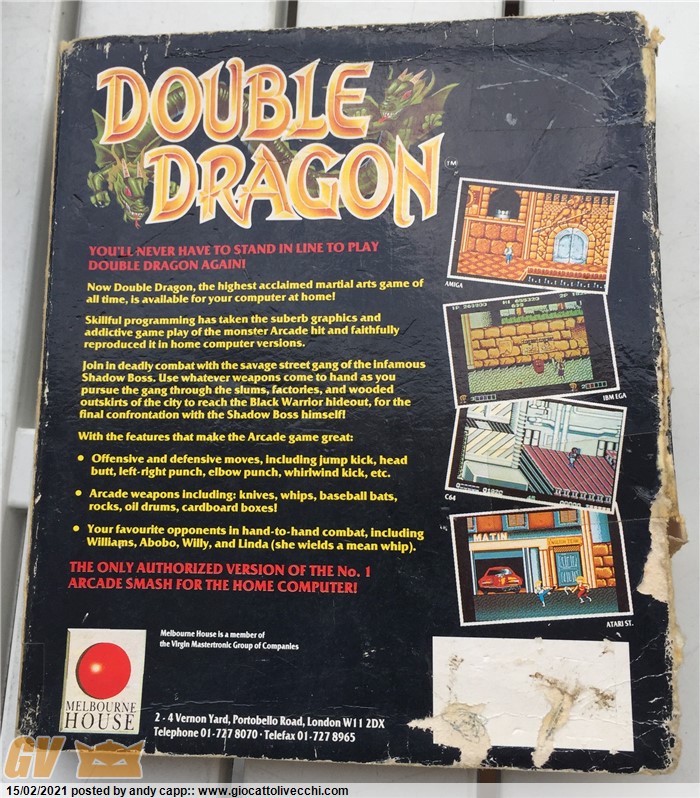 DOUBLE
DRAGON™
YOU'LL NEVER HAVE TO STAND IN LINE TO PLAY
DOUBLE DRAGON AGAIN!
Now Double Dragon, the highest acclaimed martial arts game of
all time, is available for your computer at home!
Skillful programming has taken the suberb graphics and
addictive game play of the monster Arcade hit and faithfully
reproduced it in home computer versions.
Join in deadly combat with the savage street gang of the infamous
Shadow Boss. Use whatever weapons come to hand as you
pursue the gang through the slums, factories, and wooded
outskirts of the city to reach the Black Warrior hideout, for the
final confrontation with the Shadow Boss himself!
With the features that make the Arcade game great:
• Offensive and defensive moves, including jump kick, head
butt, left-right punch, elbow punch, whirlwind kick, etc.
• Arcade weapons including: knives, whips, baseball bats,
rocks, oil drums, cardboard boxes!
• Your favourite opponents in hand-to-hand combat, including
Williams, Abobo, Willy, and Linda (she wields a mean whip).
THE ONLY AUTHORIZED VERSION OF THE No. 1
ARCADE SMASH FOR THE HOME COMPUTER!
AMIGA
IBM EGA
C64
MATIN
ATARI ST.
Melbourne House is a member of
the Virgin Mastertronic Group of Companies
MELBOURNE
HOUSE
2 - 4 Vernon Yard, Portobello Road, London W11 2DX
Telephone 01-727 8070 · Telefax 01-727 8965
GV
15/02/2021 posted by andy capp:: www.giocattolivecchi.com